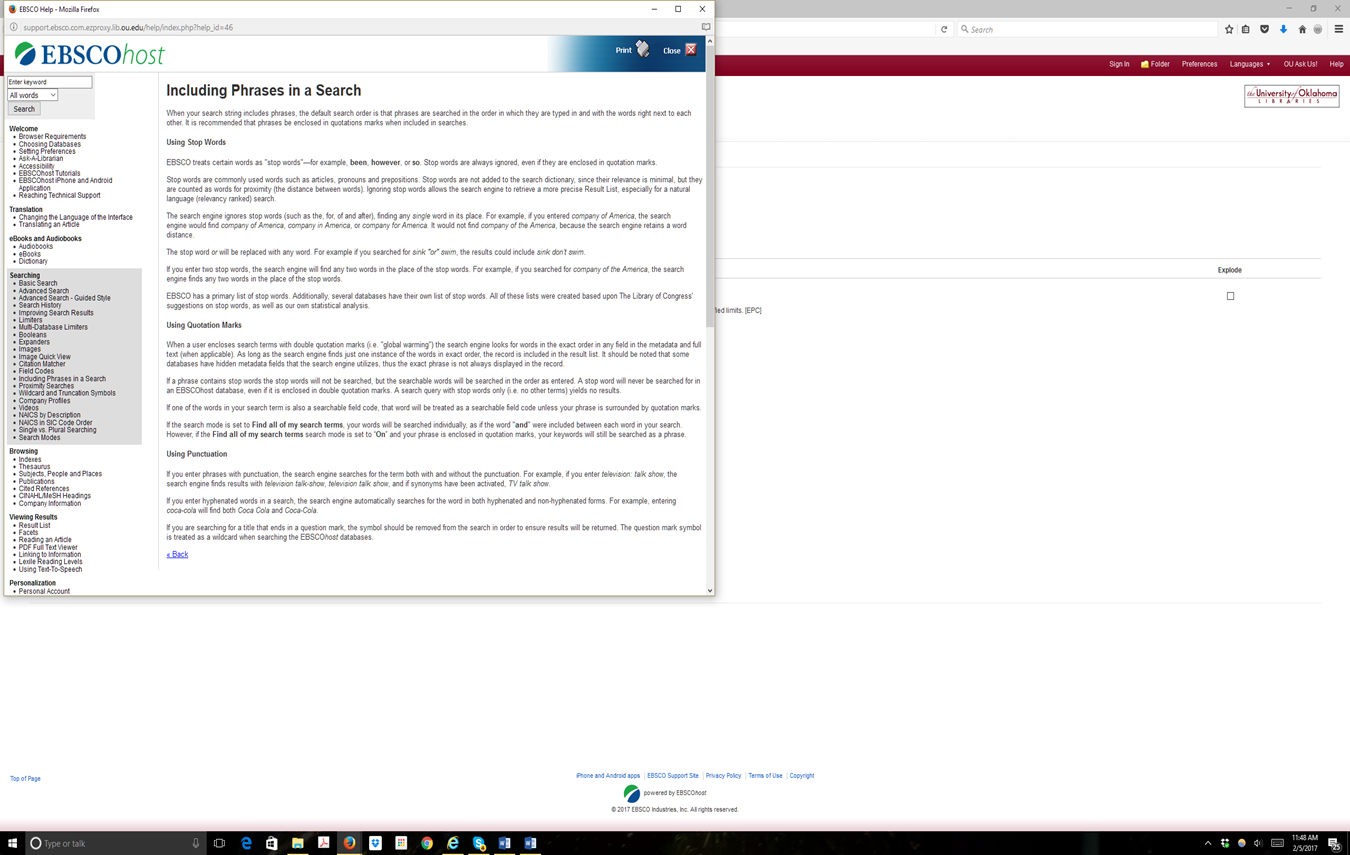 EBSCO Help - Mozilla Firefox
support.ebsco.com.ezproxy.lib.ou.edu/help/index.php?help_id=46
Search
EBSCOhost
Print
Close
Sign In
Folder
Preferences
Languages
OU Ask Us!
Help
the University of Oklahoma
LIBRARIES
Enter keyword
All words
Search
Welcome
Browser Requirements
Choosing Databases
Setting Preferences
Ask-A-Librarian
Accessibility
EBSCOhost Tutorials
EBSCOhost iPhone and Android
Application
Reaching Technical Support
Translation
Changing the Language of the Interface
Translating an Article
eBooks and Audiobooks
Audiobooks
eBooks
Dictionary
Searching
Basic Search
Advanced Search
Advanced Search - Guided Style
Search History
Improving Search Results
Limiters
Multi-Database Limiters
Booleans
Expanders
Images
Image Quick View
Citation Matcher
Field Codes
Including Phrases in a Search
Proximity Searches
Wildcard and Truncation Symbols
Company Profiles
Videos
NAICS by Description
NAICS in SIC Code Order
Single vs. Plural Searching
Search Modes
Browsing
Indexes
Thesaurus
Subjects, People and Places
Publications
Cited References
CINAHL/MeSH Headings
Company Information
Viewing Results
Result List
Facets
Reading an Article
PDF Full Text Viewer
Linking to Information
Lexile Reading Levels
Using Text-To-Speech
Personalization
Personal Account
Including Phrases in a Search
When your search string includes phrases, the default search order is that phrases are searched in the order in which they are typed in and with the words right next to each
other. It is recommended that phrases be enclosed in quotations marks when included in searches.
Using Stop Words
EBSCO treats certain words as "stop words"—for example, been, however, or so. Stop words are always ignored, even if they are enclosed in quotation marks.
Stop words are commonly used words such as articles, pronouns and prepositions. Stop words are not added to the search dictionary, since their relevance is minimal, but they
are counted as words for proximity (the distance between words). Ignoring stop words allows the search engine to retrieve a more precise Result List, especially for a natural
language (relevancy ranked) search.
The search engine ignores stop words (such as the, for, of and after), finding any single word in its place. For example, if you entered company of America, the search
engine would find company of America, company in America, or company for America. It would not find company of the America, because the search engine retains a word
distance.
The stop word or will be replaced with any word. For example if you searched for sink "or" swim, the results could include sink don't swim.
If you enter two stop words, the search engine will find any two words in the place of the stop words. For example, if you searched for company of the America, the search
engine finds any two words in the place of the stop words.
EBSCO has a primary list of stop words. Additionally, several databases have their own list of stop words. All of these lists were created based upon The Library of Congress'
suggestions on stop words, as well as our own statistical analysis.
Using Quotation Marks
When a user encloses search terms with double quotation marks (i.e. "global warming") the search engine looks for words in the exact order in any field in the metadata and full
text (when applicable). As long as the search engine finds just one instance of the words in exact order, the record is included in the result list. It should be noted that some
databases have hidden metadata fields that the search engine utilizes, thus the exact phrase is not always displayed in the record.
If a phrase contains stop words the stop words will not be searched, but the searchable words will be searched in the order as entered. A stop word will never be searched for in
an EBSCOhost database, even if it is enclosed in double quotation marks. A search query with stop words only (i.e. no other terms) yields no results.
If one of the words in your search term is also a searchable field code, that word will be treated as a searchable field code unless your phrase is surrounded by quotation marks.
If the search mode is set to Find all of my search terms, your words will be searched individually, as if the word "and" were included between each word in your search.
However, if the Find all of my search terms search mode is set to "On" and your phrase is enclosed in quotation marks, your keywords will still be searched as a phrase.
Using Punctuation
If you enter phrases with punctuation, the search engine searches for the term both with and without the punctuation. For example, if you enter television: talk show, the
search engine finds results with television talk-show, television talk show, and if synonyms have been activated, TV talk show.
If you enter hyphenated words in a search, the search engine automatically searches for the word in both hyphenated and non-hyphenated forms. For example, entering
coca-cola will find both Coca Cola and Coca-Cola.
If you are searching for a title that ends in a question mark, the symbol should be removed from the search in order to ensure results will be returned. The question mark symbol
is treated as a wildcard when searching the EBSCOhost databases.
« Back
Explode
fied limits. [EPC]
Top of Page
iPhone and Android apps | EBSCO Support Site | Privacy Policy | Terms of Use | Copyright
powered by EBSCOhost
© 2017 EBSCO Industries, Inc. All rights reserved.
Type or talk
11:48 AM
2/5/2017
25